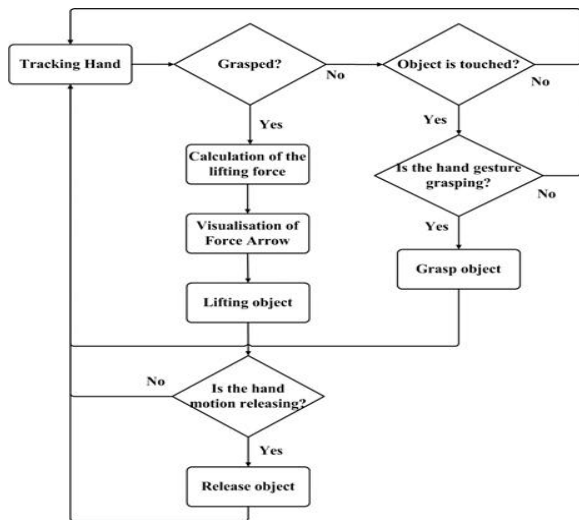 Tracking Hand
Grasped?
No
Object is touched?
No
Yes
Yes
Calculation of the
lifting force
Is the hand gesture
grasping?
No
Visualisation of
Force Arrow
Yes
Grasp object
Lifting object
No
Is the hand
motion releasing?
Yes
Release object